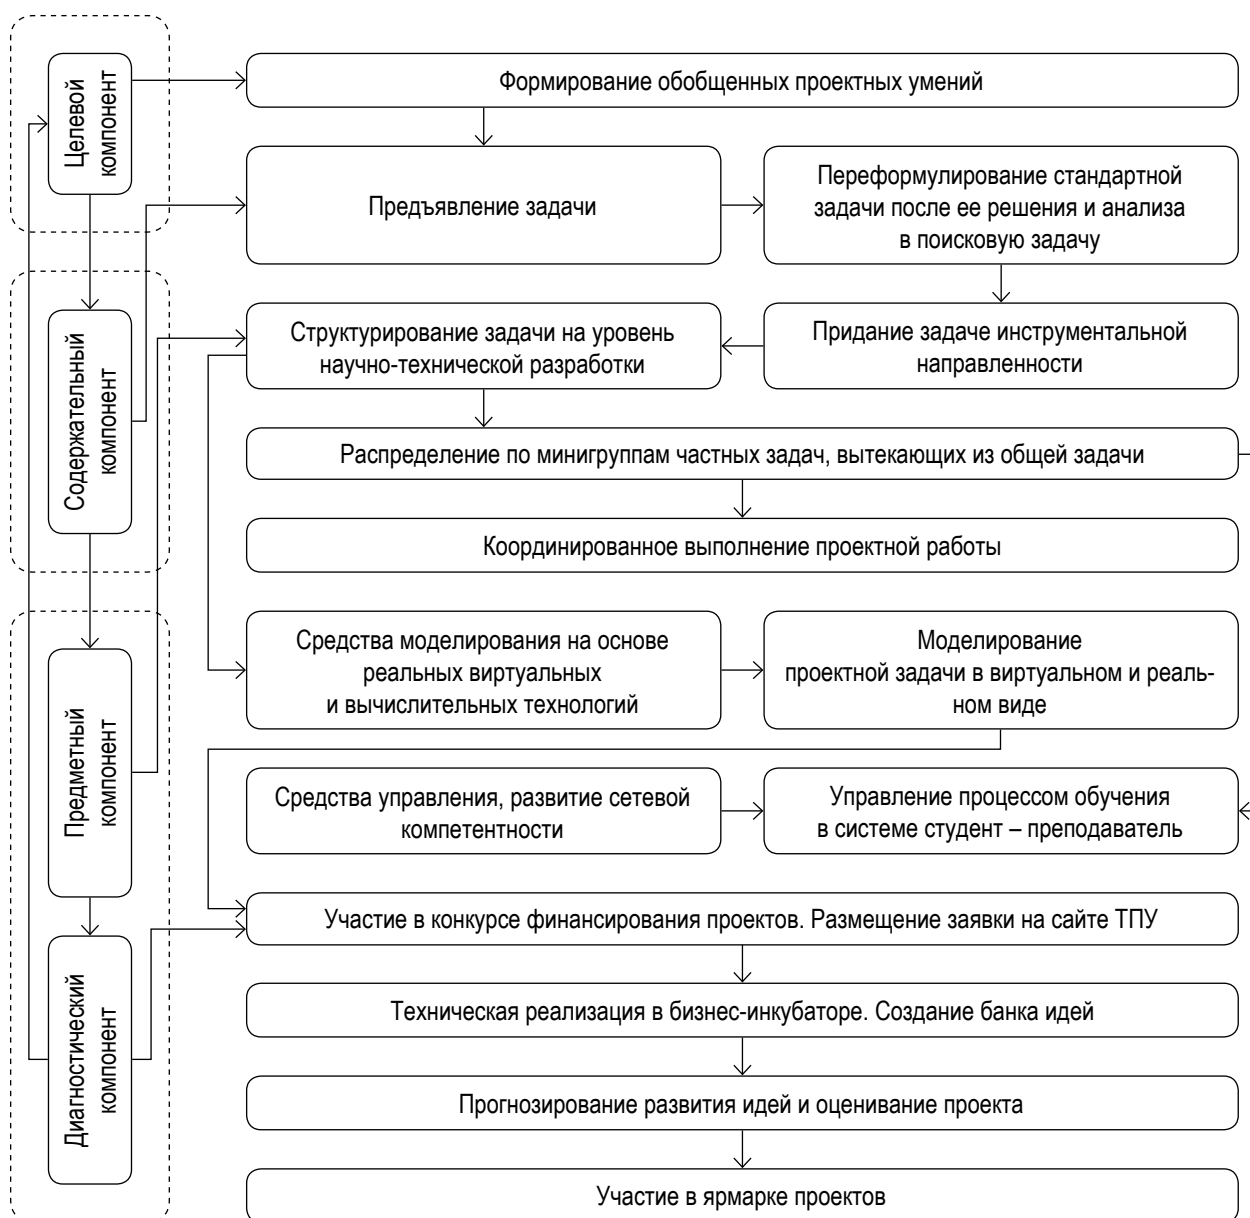 Целевой
компонент
Формирование обобщенных проектных умений
Предъявление задачи
Переформулирование стандартной
задачи после ее решения и анализа
в поисковую задачу
Содержательный
компонент
Структурирование задачи на уровень
научно-технической разработки
Придание задаче инструментальной
направленности
Распределение по минигруппам частных задач, вытекающих из общей задачи
Координированное выполнение проектной работы
Предметный
компонент
Средства моделирования на основе
реальных виртуальных
и вычислительных технологий
Моделирование
проектной задачи в виртуальном и реаль-
ном виде
Средства управления, развитие сетевой
компетентности
Управление процессом обучения
в системе студент – преподаватель
Диагностический
компонент
Участие в конкурсе финансирования проектов. Размещение заявки на сайте ТПУ
Техническая реализация в бизнес-инкубаторе. Создание банка идей
Прогнозирование развития идей и оценивание проекта
Участие в ярмарке проектов